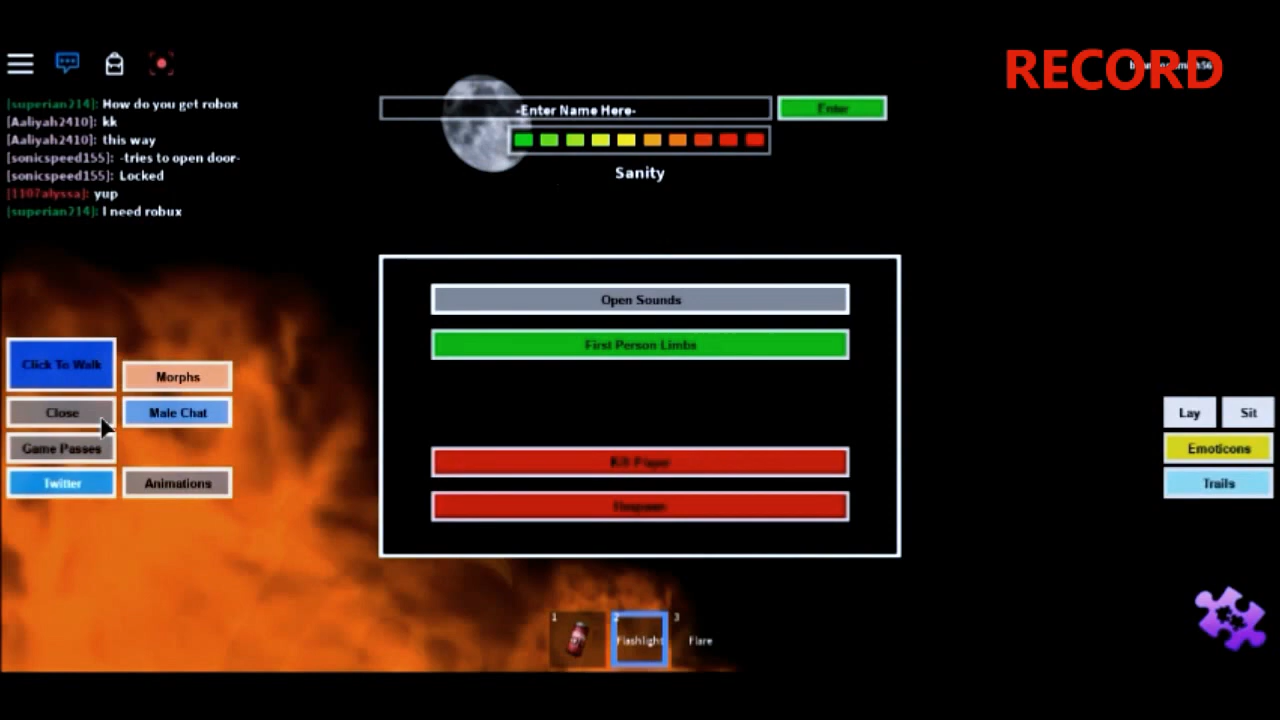 RECORD
[superian214]: How do you get robox
[Aaliyah2410]: kk
[Aaliyah2410]: this way
[sonicspeed155]: -tries to open door-
[sonicspeed155]: Locked
[1107alyssa]: yup
[superian214]: I need robux
-Enter Name Here-
Enter
Sanity
Open Sounds
First Person Limbs
Kill Player
Respawn
Click To Walk
Morphs
Close
Male Chat
Game Passes
Twitter
Animations
Lay
Sit
Emoticons
Trails
1
2
3
Flashlight
Flare